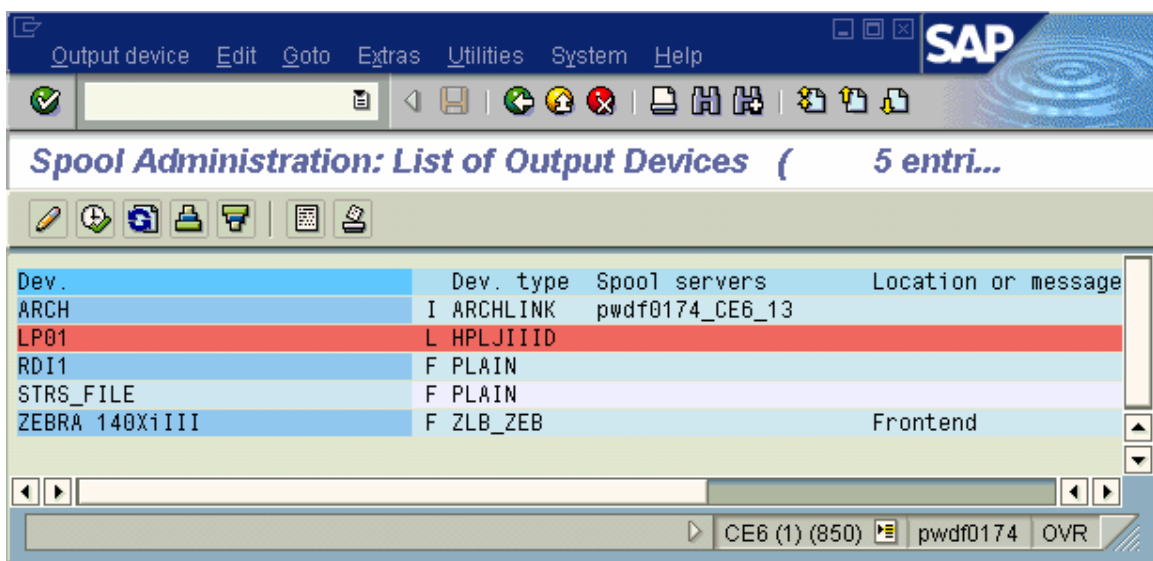 Output device Edit Goto Extras Utilities System Help
SAP
Spool Administration: List of Output Devices ( 5 entri...
Dev. Dev. type Spool servers Location or message
ARCH I ARCHLINK pwdf0174_CE6_13
LP01 L HPLJIIID
RDI1 F PLAIN
STRS_FILE F PLAIN
ZEBRA 140XiIII F ZLB_ZEB Frontend
CE6 (1) (850) pwdf0174 OVR